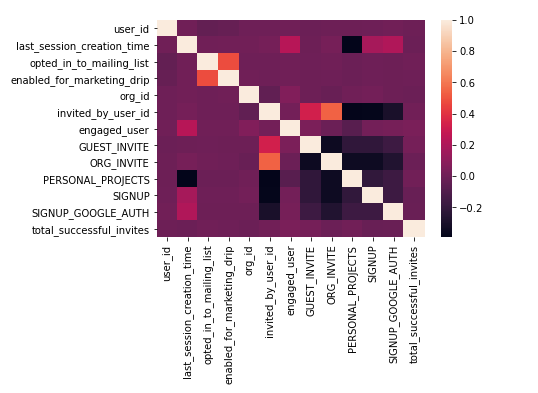 user_id
last_session_creation_time
opted_in_to_mailing_list
enabled_for_marketing_drip
org_id
invited_by_user_id
engaged_user
GUEST_INVITE
ORG_INVITE
PERSONAL_PROJECTS
SIGNUP
SIGNUP_GOOGLE_AUTH
total_successful_invites
user_id
last_session_creation_time
opted_in_to_mailing_list
enabled_for_marketing_drip
org_id
invited_by_user_id
engaged_user
GUEST_INVITE
ORG_INVITE
PERSONAL_PROJECTS
SIGNUP
SIGNUP_GOOGLE_AUTH
total_successful_invites
1.0
0.8
0.6
0.4
0.2
0.0
−0.2